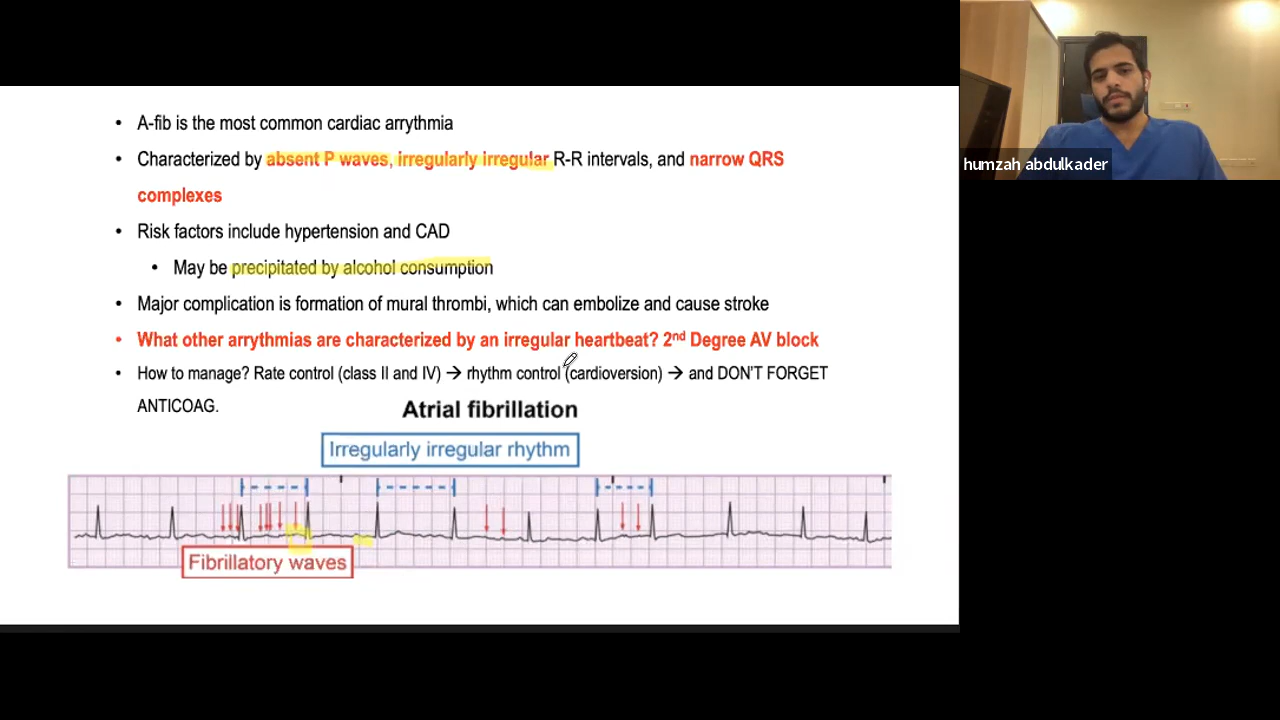 A-fib is the most common cardiac arrythmia
Characterized by absent P waves, irregularly irregular R-R intervals, and narrow QRS
complexes
Risk factors include hypertension and CAD
May be precipitated by alcohol consumption
Major complication is formation of mural thrombi, which can embolize and cause stroke
What other arrythmias are characterized by an irregular heartbeat? 2nd Degree AV block
How to manage? Rate control (class II and IV) → rhythm control (cardioversion) → and DON'T FORGET
ANTICOAG.
Atrial fibrillation
Irregularly irregular rhythm
Fibrillatory waves
humzah abdulkader